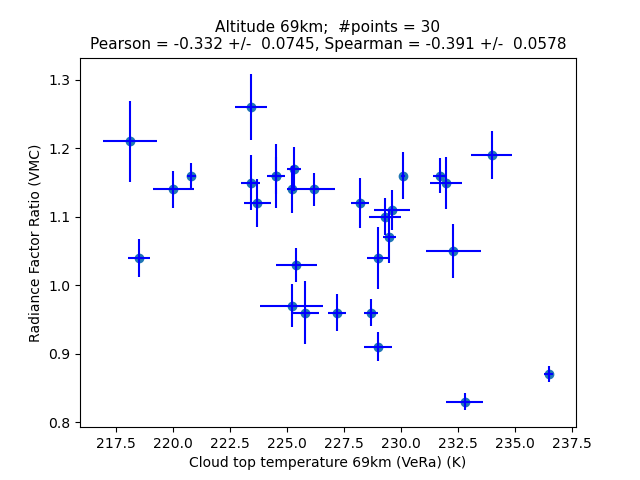 Altitude 69km;  #points = 30
Pearson = -0.332 +/-  0.0745, Spearman = -0.391 +/-  0.0578
Radiance Factor Ratio (VMC)
1.3
1.2
1.1
1.0
0.9
0.8
217.5 220.0 222.5 225.0 227.5 230.0 232.5 235.0 237.5
Cloud top temperature 69km (VeRa) (K)